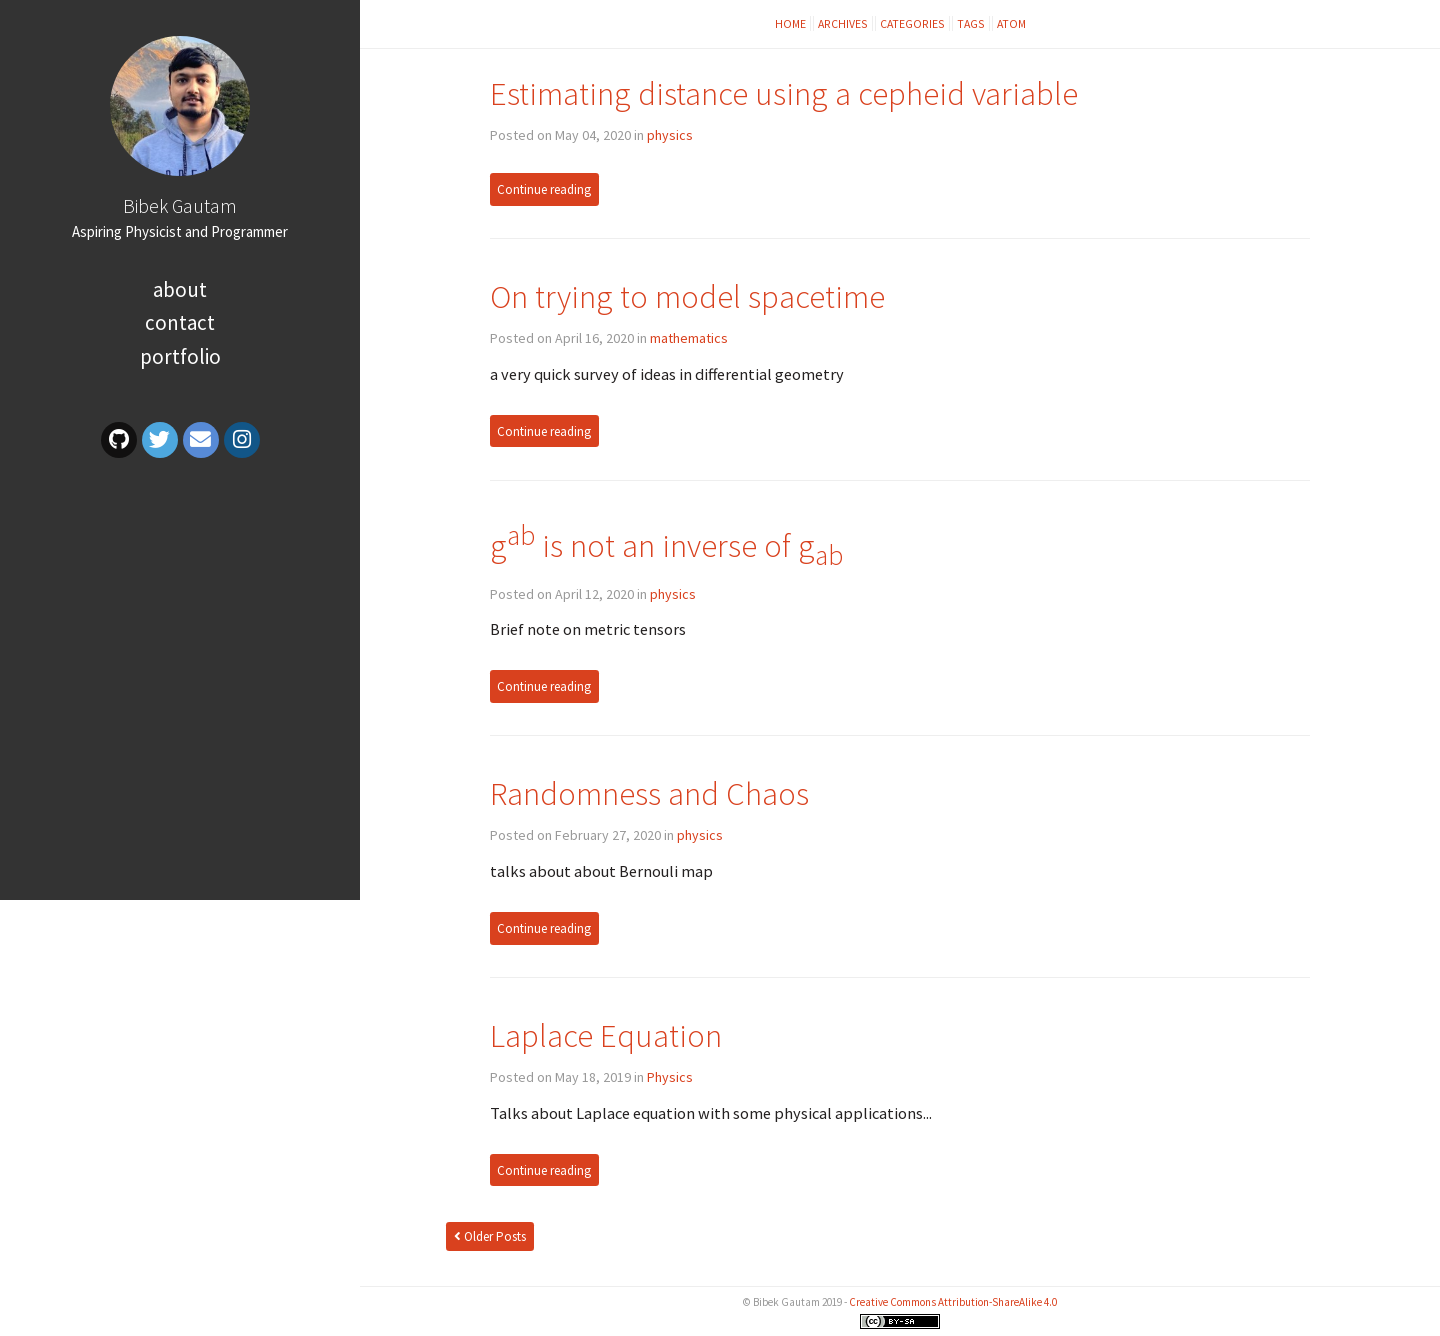 Bibek Gautam
Aspiring Physicist and Programmer
about
contact
portfolio
HOME ARCHIVES CATEGORIES TAGS ATOM
Estimating distance using a cepheid variable
Posted on May 04, 2020 in physics
Continue reading
On trying to model spacetime
Posted on April 16, 2020 in mathematics
a very quick survey of ideas in differential geometry
Continue reading
g^ab is not an inverse of g_ab
Posted on April 12, 2020 in physics
Brief note on metric tensors
Continue reading
Randomness and Chaos
Posted on February 27, 2020 in physics
talks about about Bernouli map
Continue reading
Laplace Equation
Posted on May 18, 2019 in Physics
Talks about Laplace equation with some physical applications...
Continue reading
Older Posts
© Bibek Gautam 2019 - Creative Commons Attribution-ShareAlike 4.0
cc BY-SA